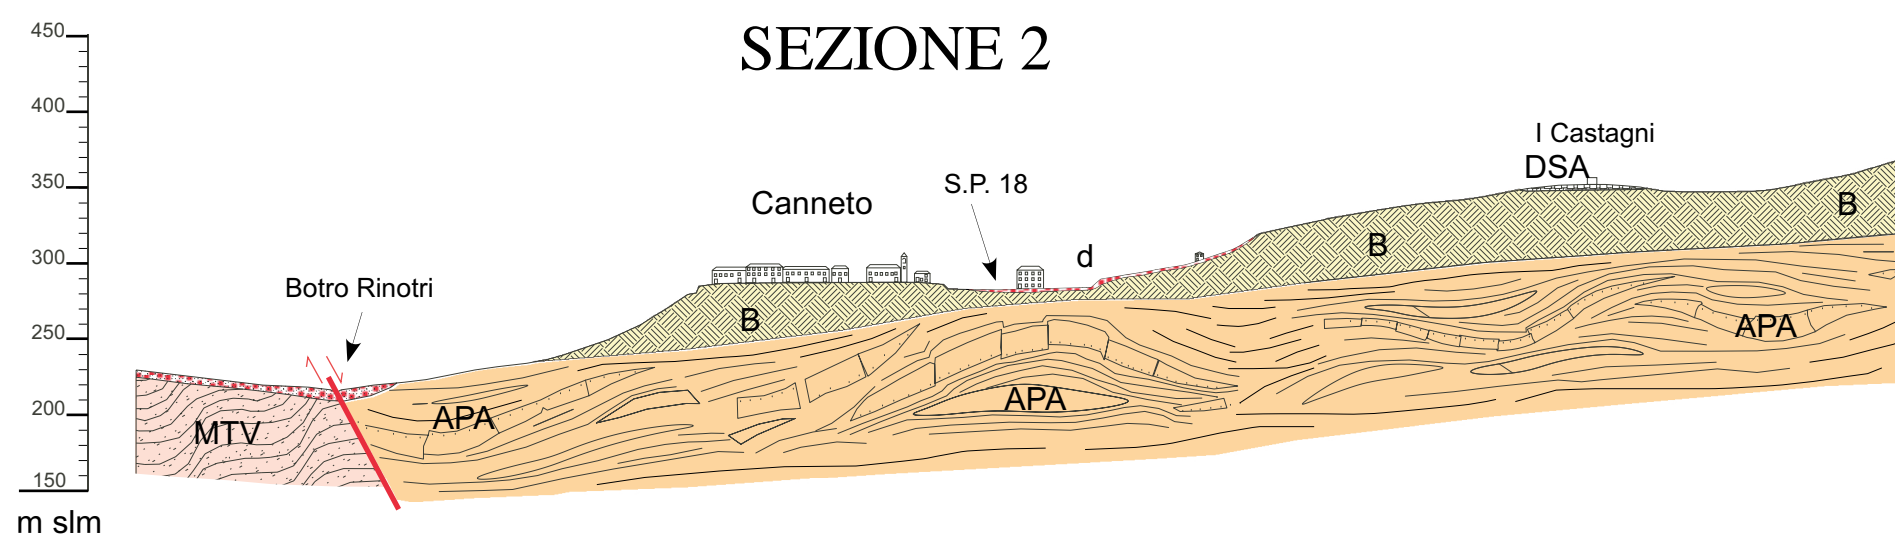 SEZIONE 2
450
400
350
300
250
200
150
m slm
I Castagni
DSA
S.P. 18
Canneto
d
Botro Rinotri
B
B
B
APA
APA
APA
MTV